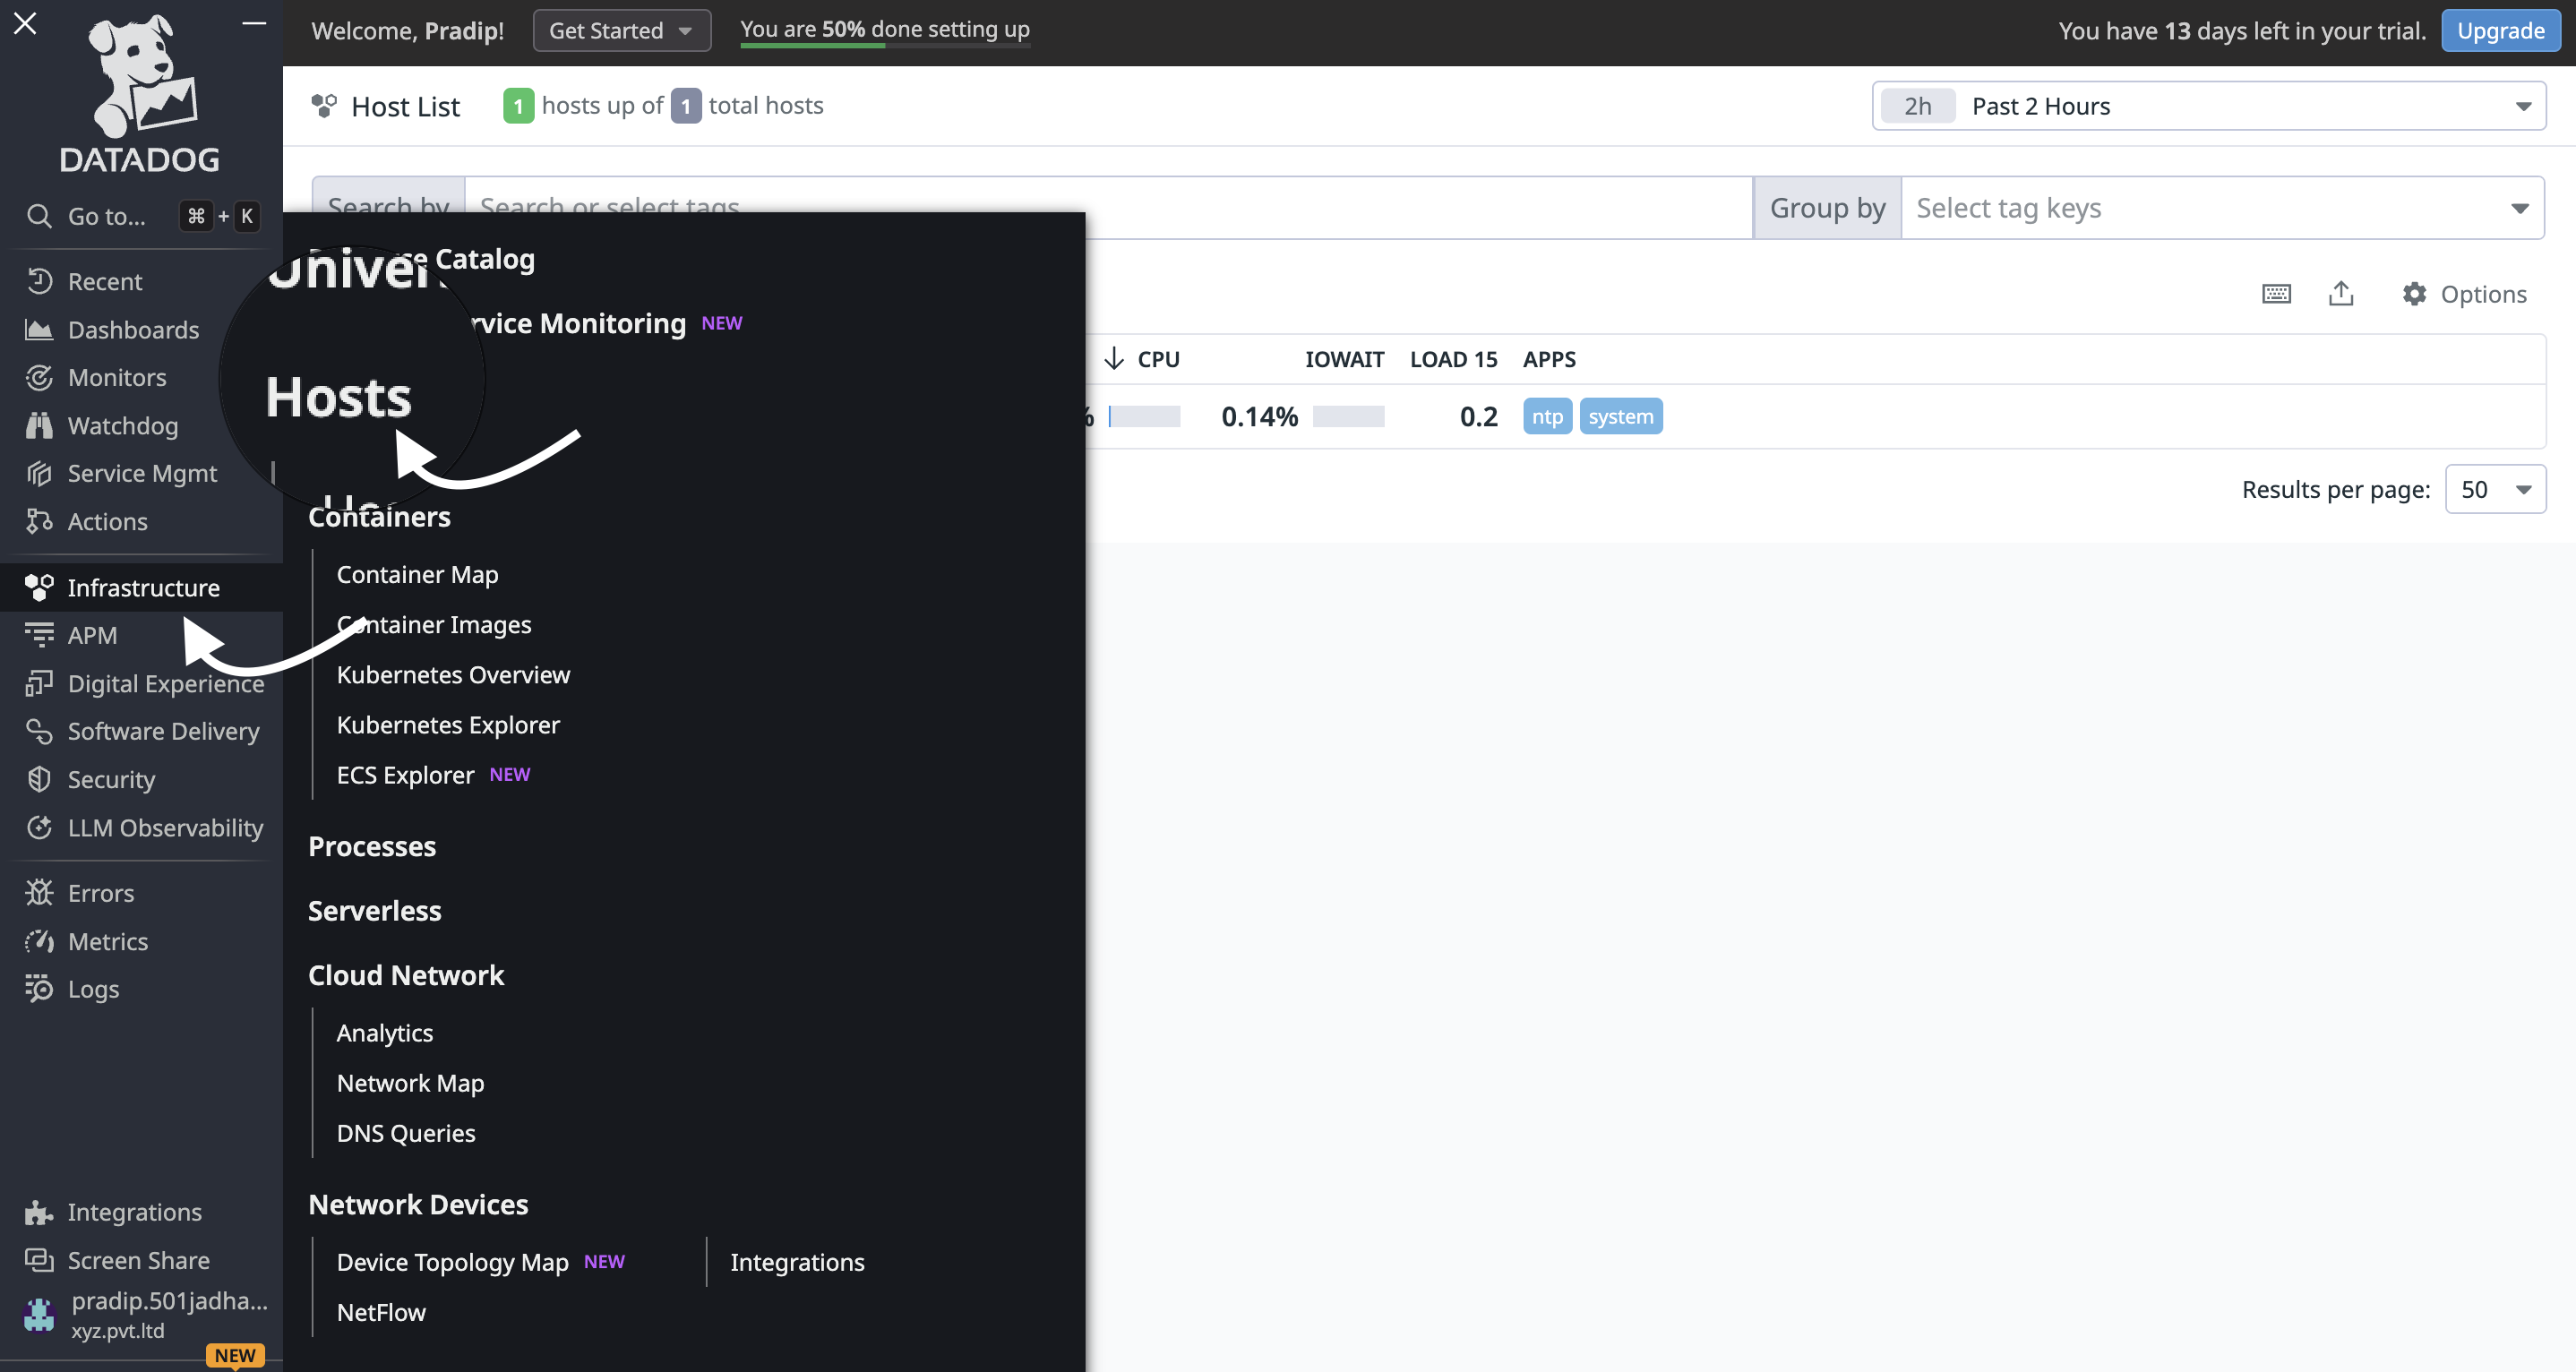 Welcome, Pradip!
Get Started
You are 50% done setting up
You have 13 days left in your trial.
Upgrade
DATADOG
Go to... ⌘ + K
Recent
Dashboards
Monitors
Watchdog
Service Mgmt
Actions
Infrastructure
APM
Digital Experience
Software Delivery
Security
LLM Observability
Errors
Metrics
Logs
Integrations
Screen Share
pradip.501jadha...
xyz.pvt.ltd
NEW
Host List
1 hosts up of 1 total hosts
2h Past 2 Hours
Search by Search or select tags
Group by Select tag keys
Options
Catalog
Monitoring NEW
Hosts
Containers
Container Map
Container Images
Kubernetes Overview
Kubernetes Explorer
ECS Explorer NEW
Processes
Serverless
Cloud Network
Analytics
Network Map
DNS Queries
Network Devices
Device Topology Map NEW
Integrations
NetFlow
CPU IOWAIT LOAD 15 APPS
% 0.14% 0.2 ntp system
Results per page: 50